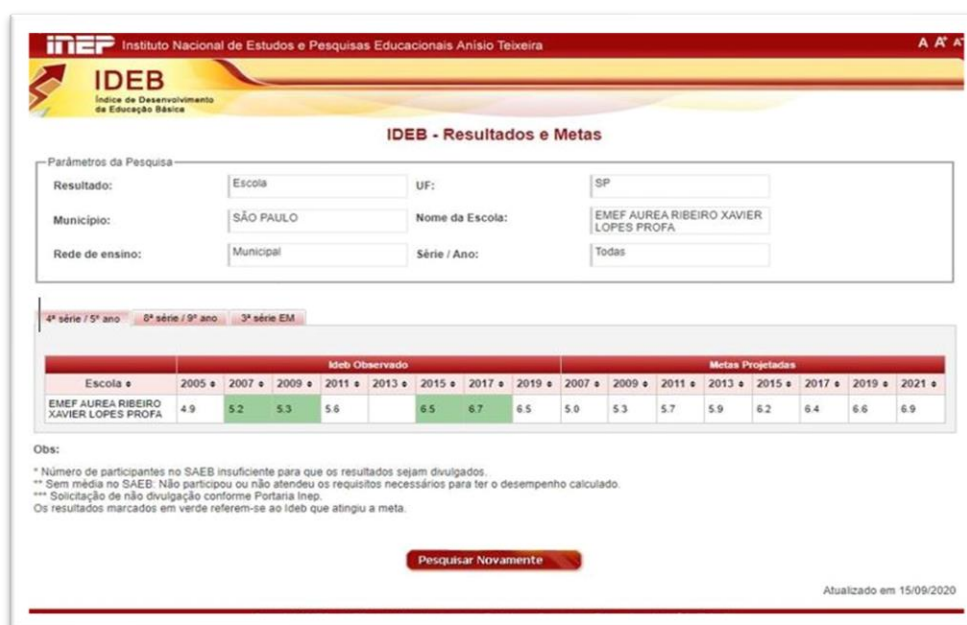 inep Instituto Nacional de Estudos e Pesquisas Educacionais Anísio Teixeira A A+ A-
IDEB
Índice de Desenvolvimento
da Educação Básica
IDEB - Resultados e Metas
Parâmetros da Pesquisa
Resultado: Escola UF: SP
Município: SÃO PAULO Nome da Escola: EMEF AUREA RIBEIRO XAVIER
LOPES PROFA
Rede de ensino: Municipal Série / Ano: Todas
4ª série / 5º ano 8ª série / 9º ano 3ª série EM
Ideb Observado Metas Projetadas
Escola 2005 2007 2009 2011 2013 2015 2017 2019 2007 2009 2011 2013 2015 2017 2019 2021
EMEF AUREA RIBEIRO
XAVIER LOPES PROFA 4.9 5.2 5.3 5.6 6.5 6.7 6.5 5.0 5.3 5.7 5.9 6.2 6.4 6.6 6.9
Obs:
* Número de participantes no SAEB insuficiente para que os resultados sejam divulgados.
** Sem média no SAEB: Não participou ou não atendeu os requisitos necessários para ter o desempenho calculado.
*** Solicitação de não divulgação conforme Portaria Inep.
Os resultados marcados em verde referem-se ao Ideb que atingiu a meta.
Pesquisar Novamente
Atualizado em 15/09/2020